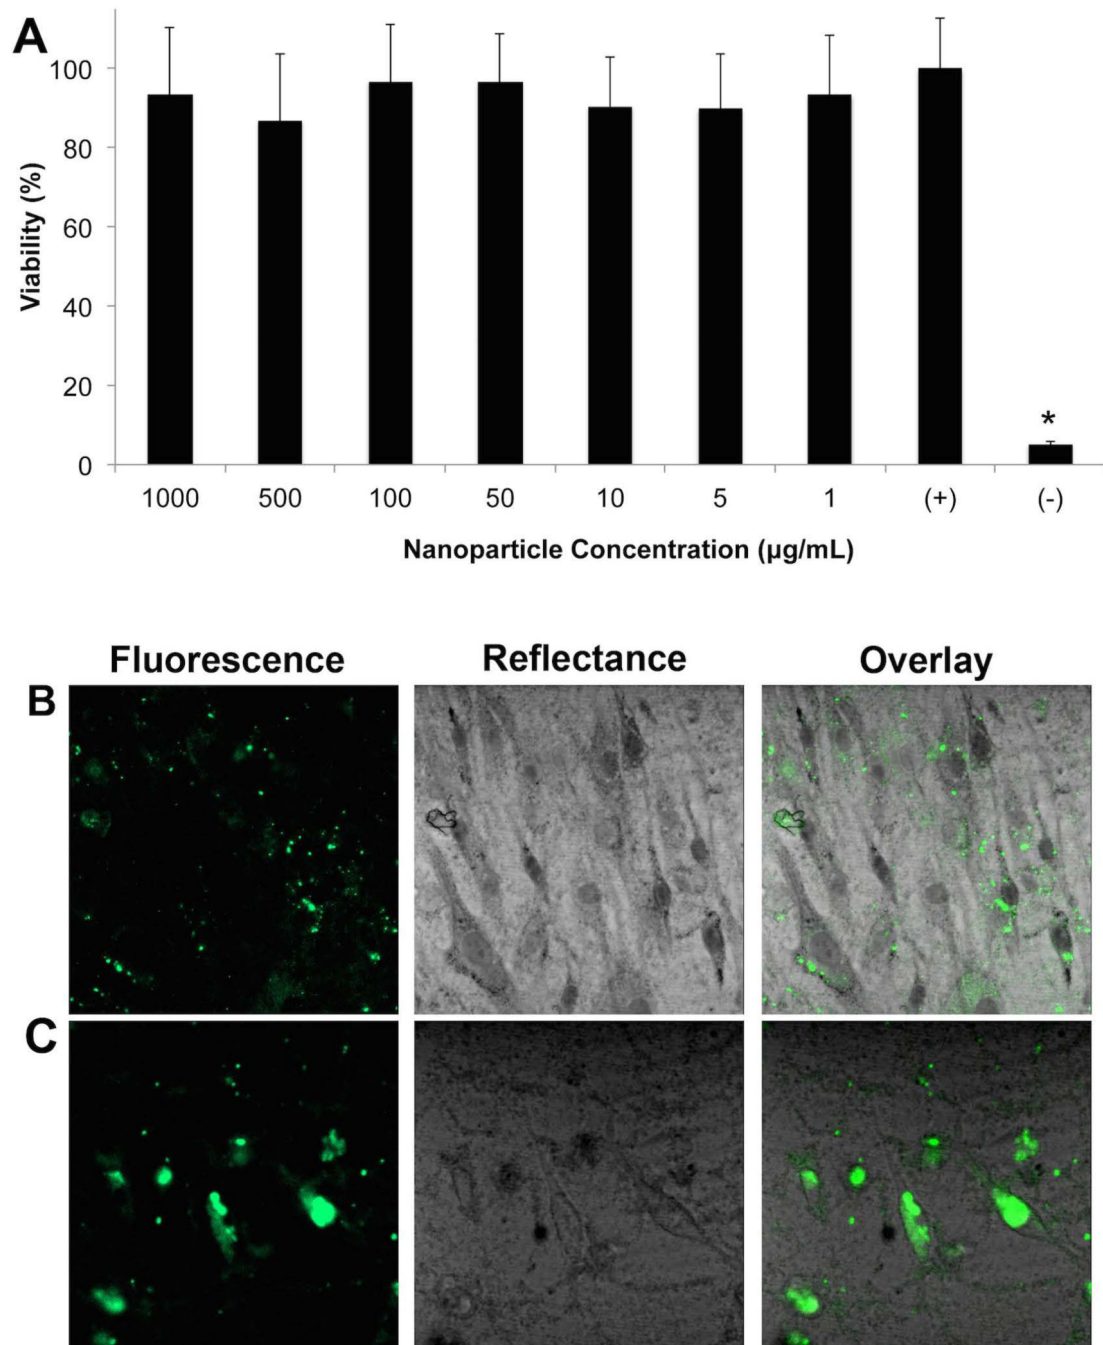 A
100
80
60
40
20
0
Viability (%)
*
1000 500 100 50 10 5 1 (+) (-)
Nanoparticle Concentration (µg/mL)
Fluorescence Reflectance Overlay
B
C